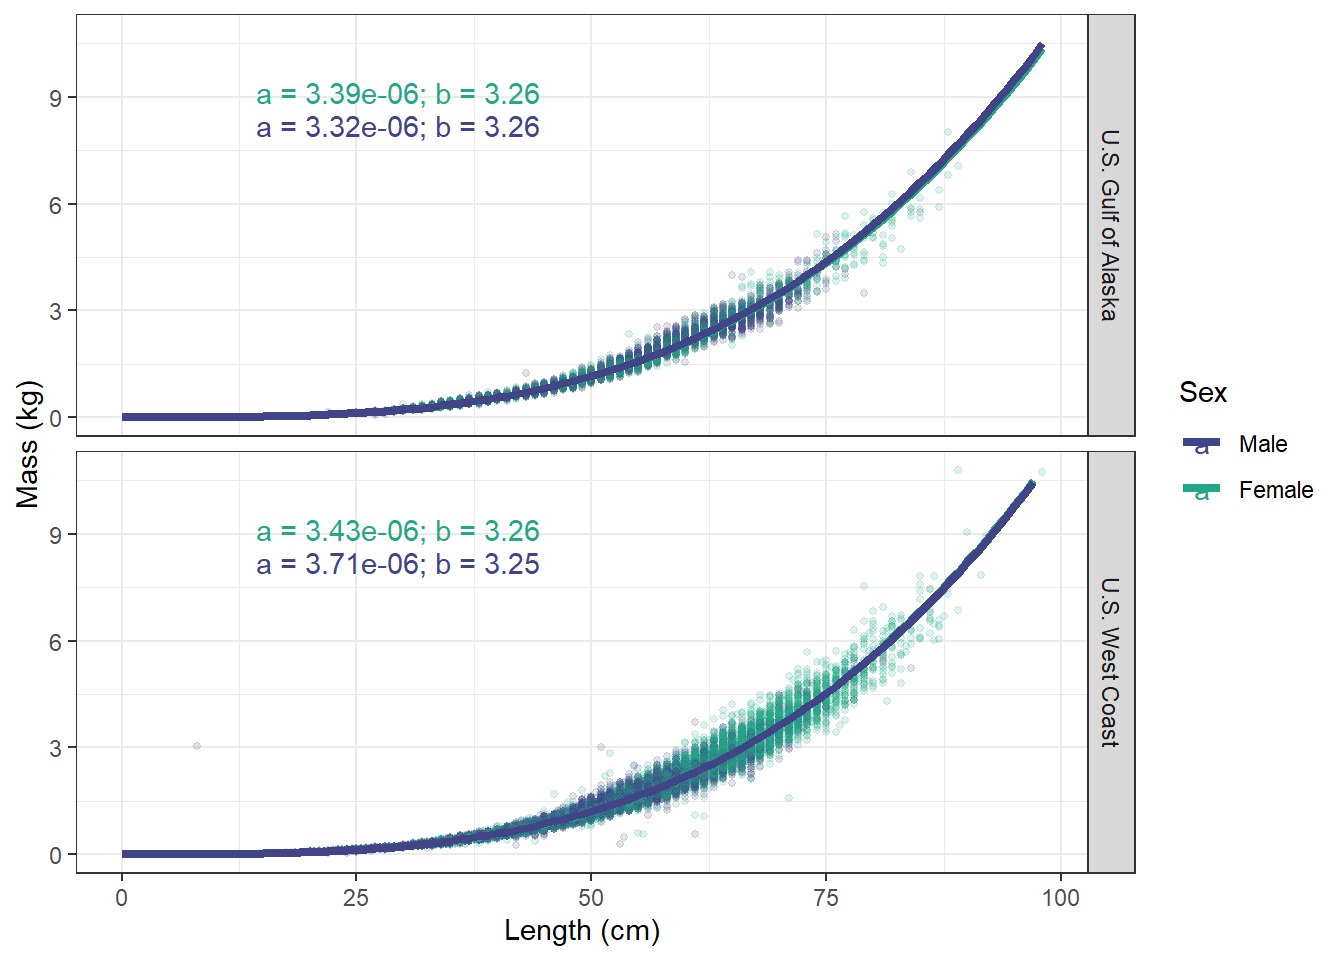 a = 3.39e-06; b = 3.26
a = 3.32e-06; b = 3.26
9
6
3
0
U.S. Gulf of Alaska
a = 3.43e-06; b = 3.26
a = 3.71e-06; b = 3.25
9
6
3
0
U.S. West Coast
Mass (kg)
0 25 50 75 100
Length (cm)
Sex
a Male
a Female